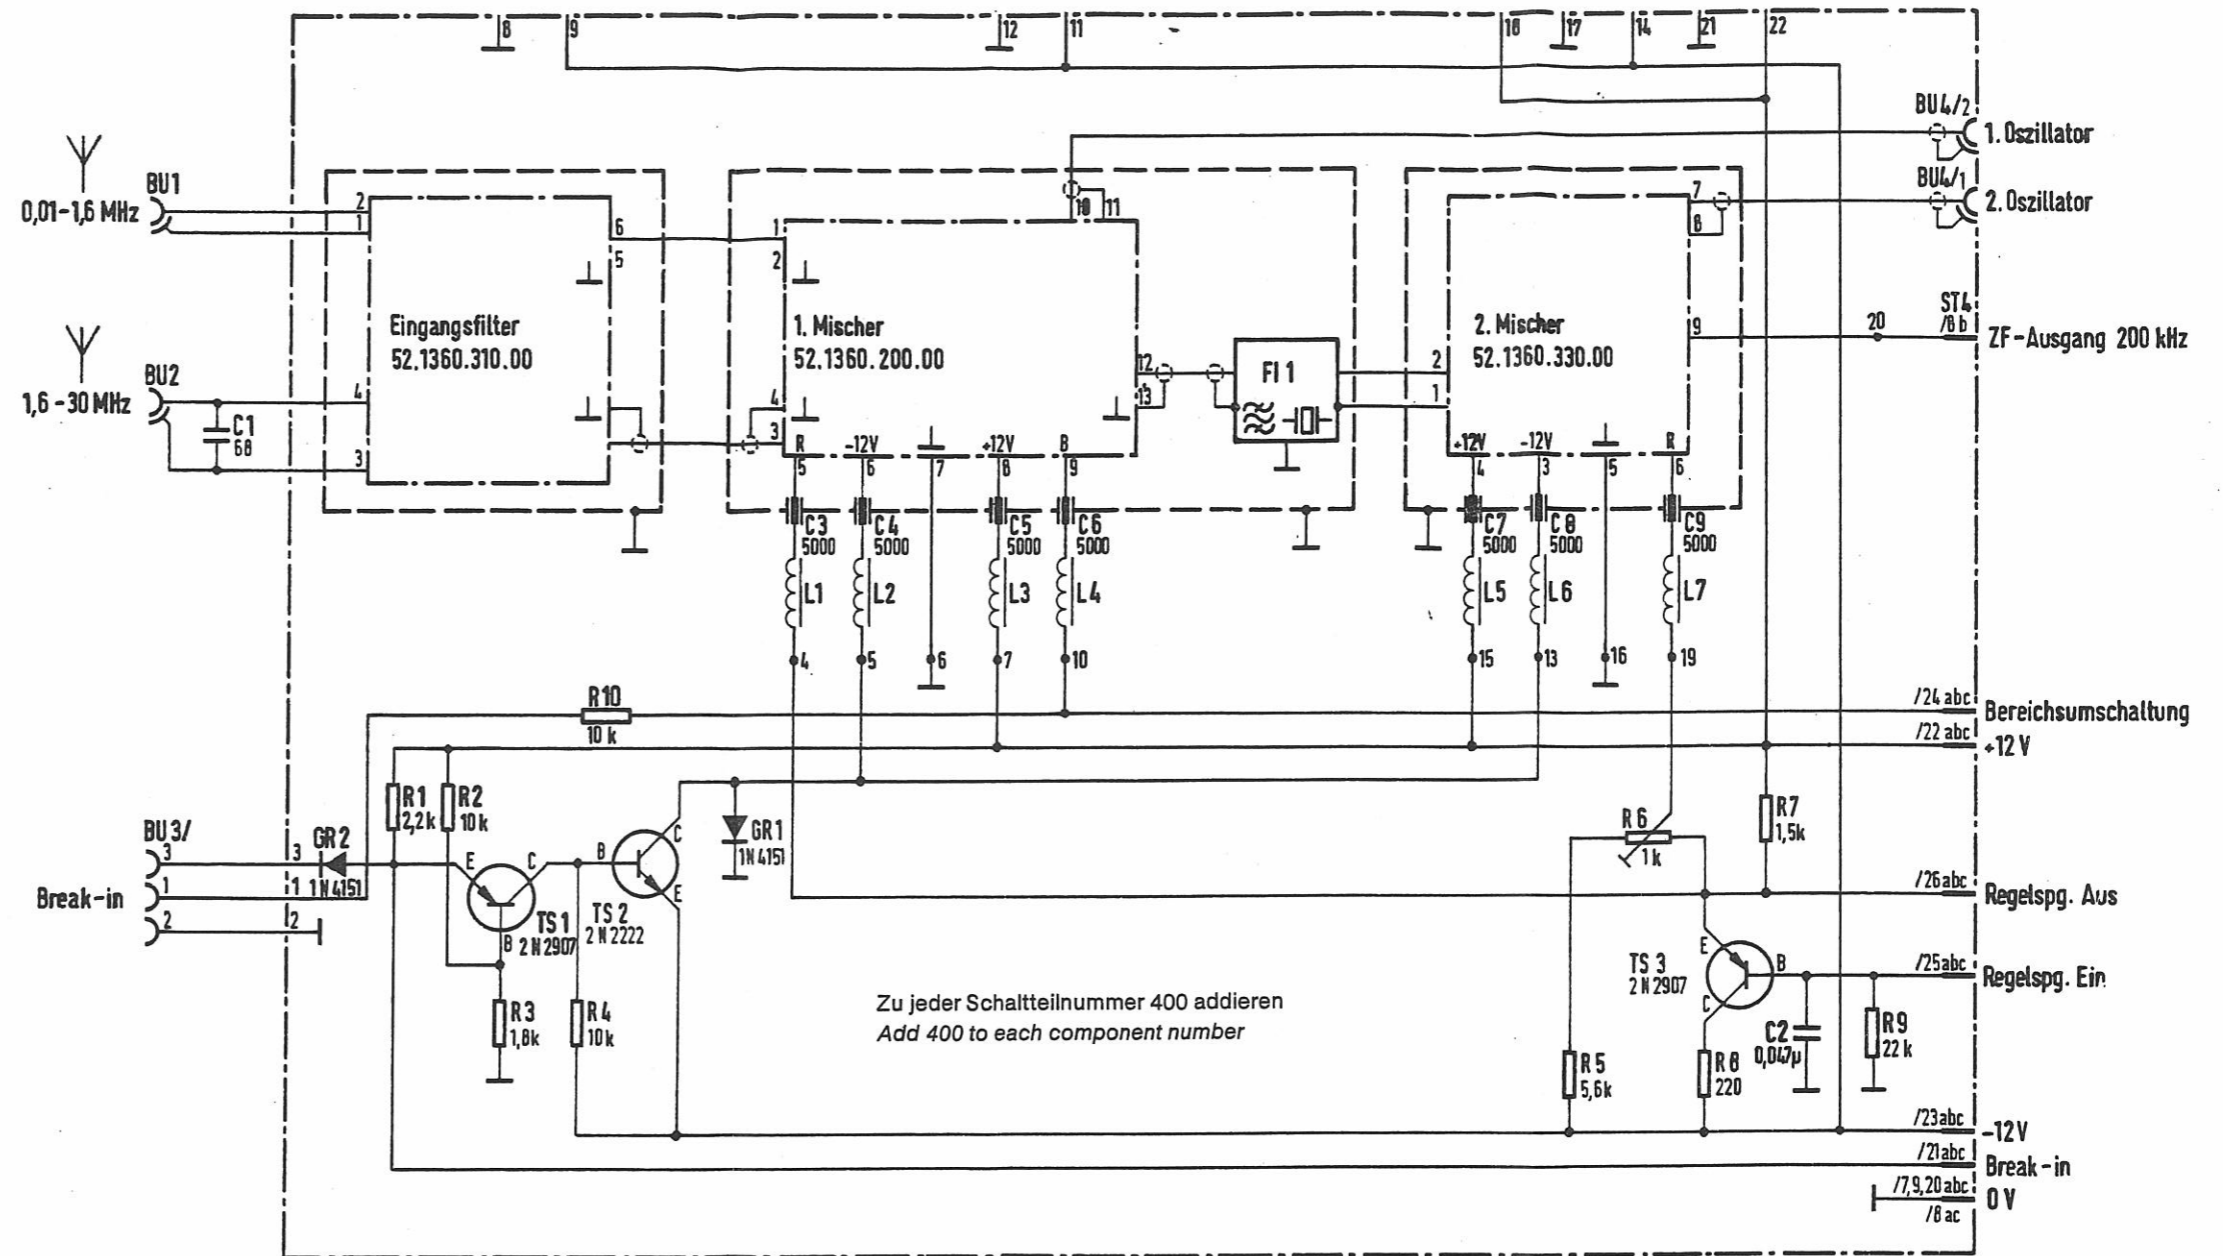 8
9
12
11
18
17
14
21
22
BU4/2
1. Oszillator
BU4/1
2. Oszillator
BU1
0,01-1,6 MHz
2
1
6
5
Eingangsfilter
52.1360.310.00
BU2
1,6-30 MHz
C1
68
4
3
1
2
10
11
1. Mischer
52.1360.200.00
4
3
12
13
FI 1
R
5
-12V
6
7
+12V
8
B
9
7
8
2. Mischer
52.1360.330.00
2
1
9
20
ST4
/8 b
ZF-Ausgang 200 kHz
+12V
4
-12V
3
5
R
6
C3
5000
C4
5000
C5
5000
C6
5000
C7
5000
C8
5000
C9
5000
L1
L2
L3
L4
L5
L6
L7
4
5
6
7
10
15
13
16
19
R10
10 k
/24 abc
Bereichsumschaltung
/22 abc
+12 V
R1
2,2k
R2
10k
BU3/
3
1
2
Break-in
3
1
2
GR2
1N4151
E
C
B
TS1
2N2907
B
C
E
TS2
2N2222
GR1
1N4151
R3
1,8k
R4
10k
R6
1k
R7
1,5k
/26abc
Regelspg. Aus
E
B
C
TS3
2N2907
/25abc
Regelspg. Ein
C2
0,047µ
R9
22 k
R5
5,6k
R8
220
Zu jeder Schaltteilnummer 400 addieren
Add 400 to each component number
/23abc
-12V
/21abc
Break-in
/7,9,20abc
0 V
/8 ac